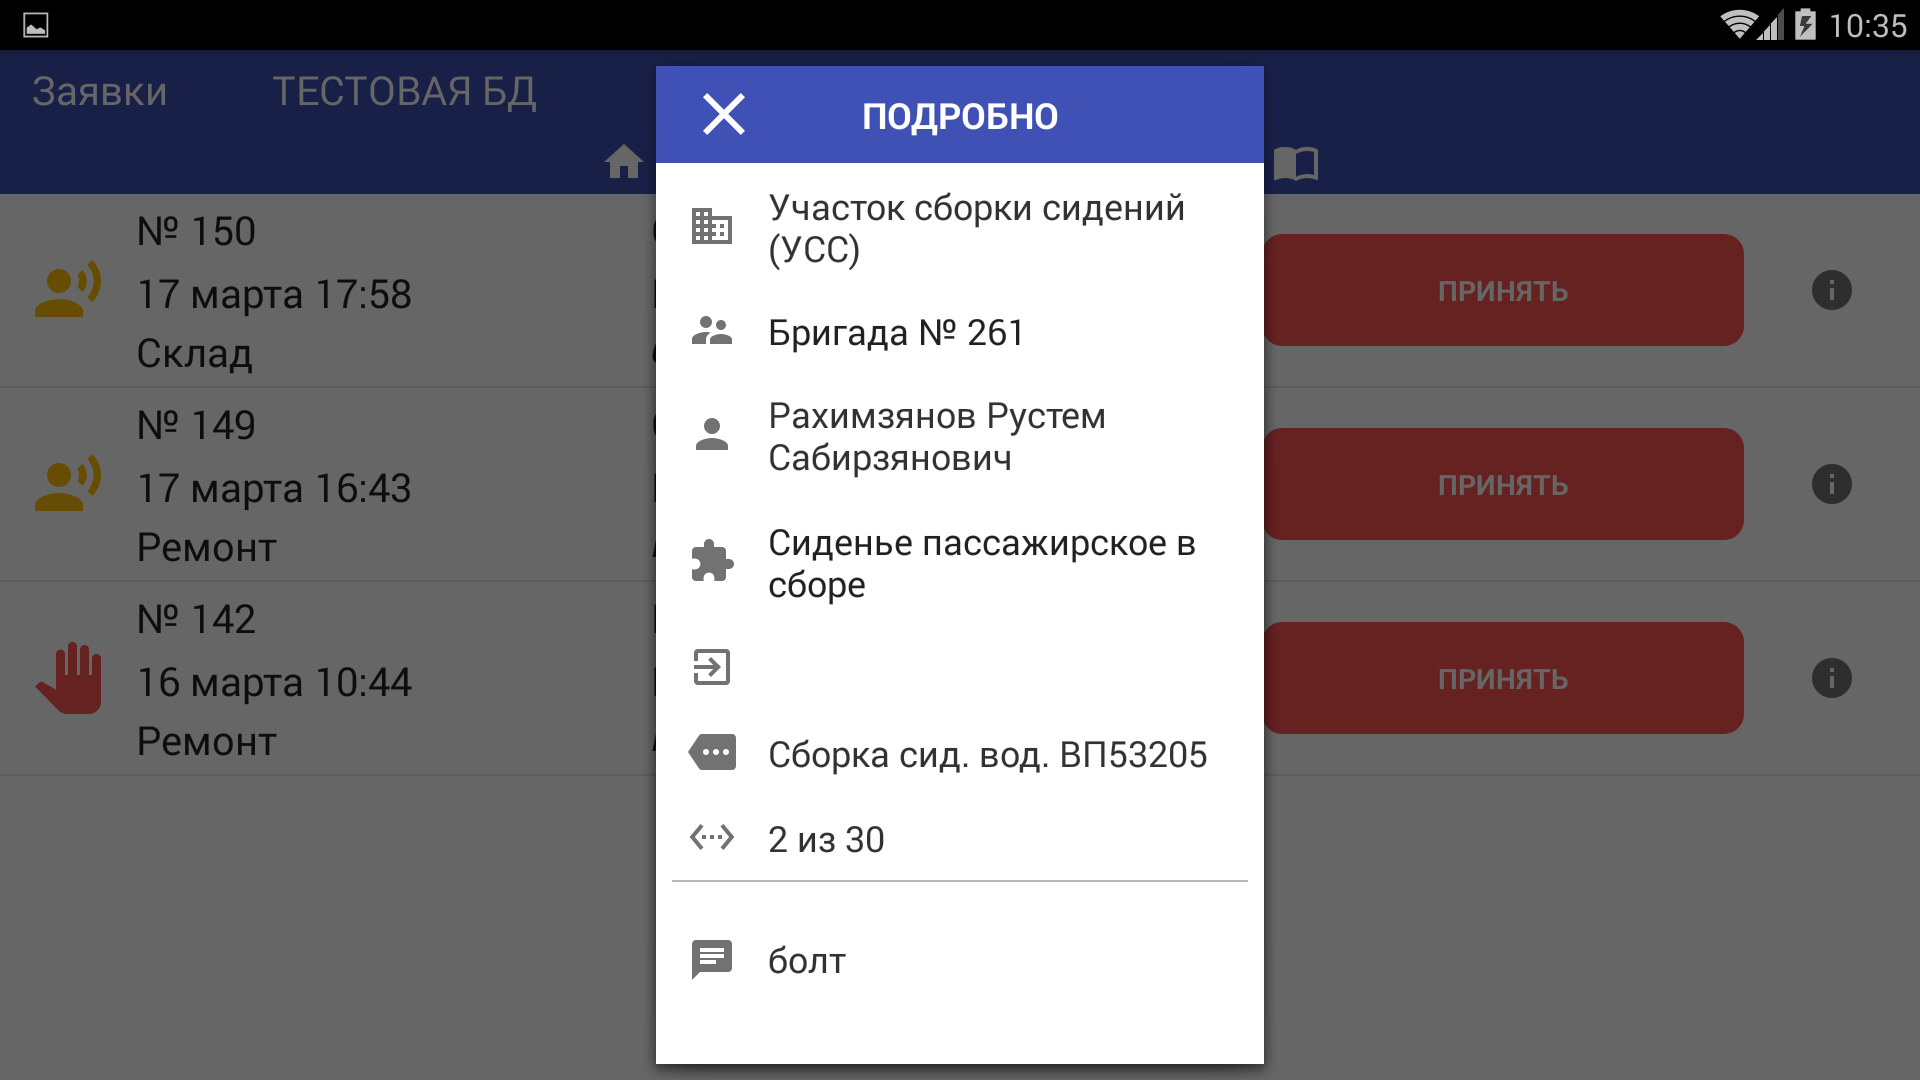 10:35
Заявки ТЕСТОВАЯ БД
ПОДРОБНО
№ 150
17 марта 17:58
Склад
ПРИНЯТЬ
№ 149
17 марта 16:43
Ремонт
ПРИНЯТЬ
№ 142
16 марта 10:44
Ремонт
ПРИНЯТЬ
Участок сборки сидений
(УСС)
Бригада № 261
Рахимзянов Рустем
Сабирзянович
Сиденье пассажирское в
сборе
Сборка сид. вод. ВП53205
2 из 30
болт